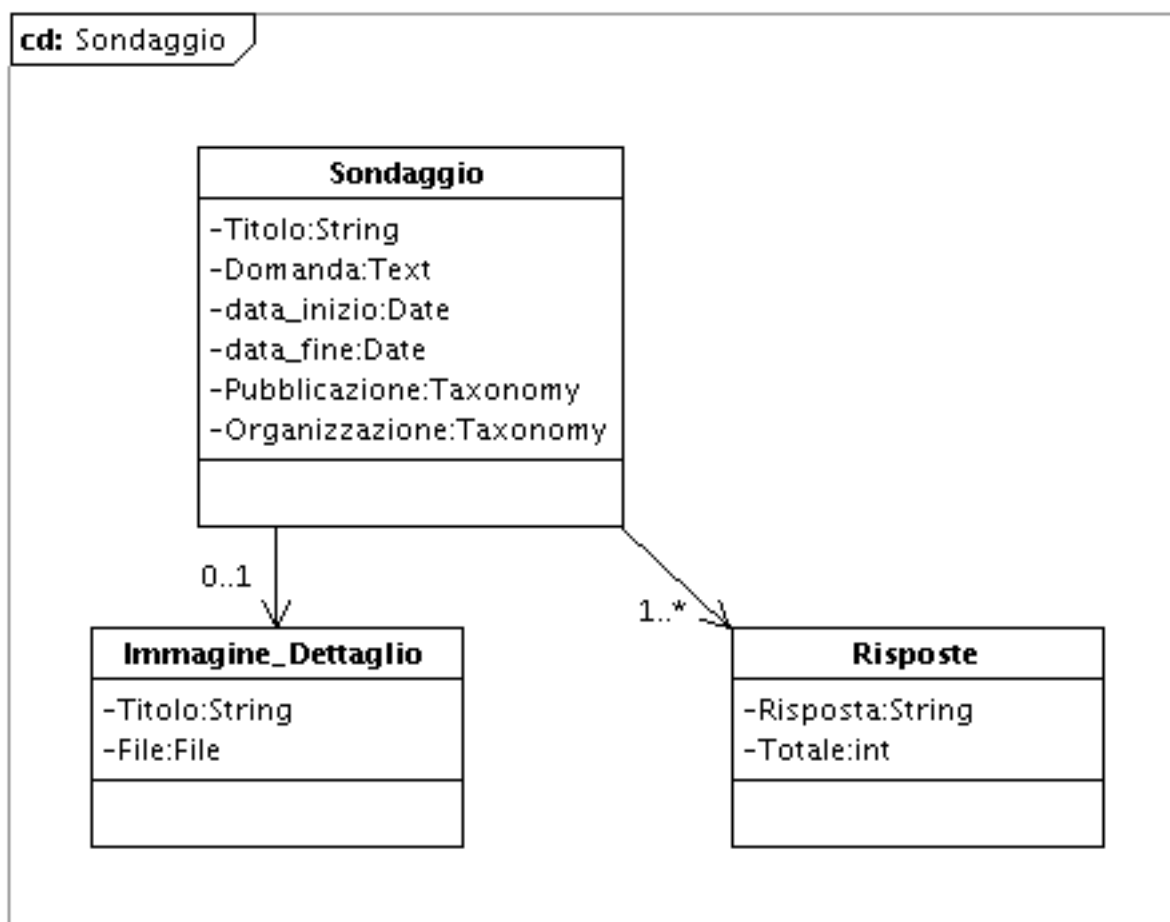 cd: Sondaggio
Sondaggio
-Titolo:String
-Domanda:Text
-data_inizio:Date
-data_fine:Date
-Pubblicazione:Taxonomy
-Organizzazione:Taxonomy
0..1
1..*
Immagine_Dettaglio
-Titolo:String
-File:File
Risposte
-Risposta:String
-Totale:int